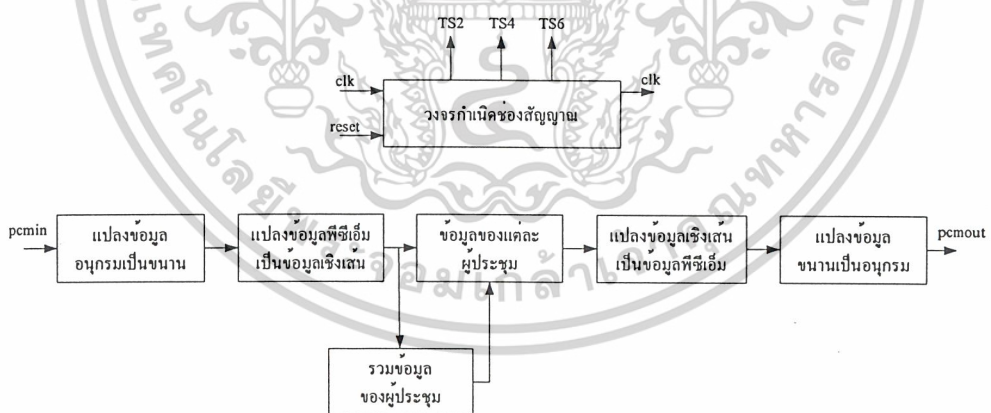 TS2 TS4 TS6
clk
clk
วงจรกำเนิดช่องสัญญาณ
reset
pcmin
แปลงข้อมูล
อนุกรมเป็นขนาน
แปลงข้อมูลพีซีเอ็ม
เป็นข้อมูลเชิงเส้น
ข้อมูลของแต่ละ
ผู้ประชุม
แปลงข้อมูลเชิงเส้น
เป็นข้อมูลพีซีเอ็ม
แปลงข้อมูล
ขนานเป็นอนุกรม
pcmout
รวมข้อมูล
ของผู้ประชุม